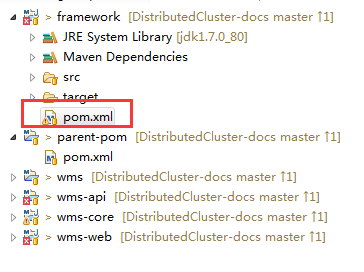 > framework [DistributedCluster-docs master ↑1]
JRE System Library [jdk1.7.0_80]
Maven Dependencies
src
target
pom.xml
> parent-pom [DistributedCluster-docs master ↑1]
pom.xml
> wms [DistributedCluster-docs master ↑1]
> wms-api [DistributedCluster-docs master ↑1]
> wms-core [DistributedCluster-docs master ↑1]
> wms-web [DistributedCluster-docs master ↑1]